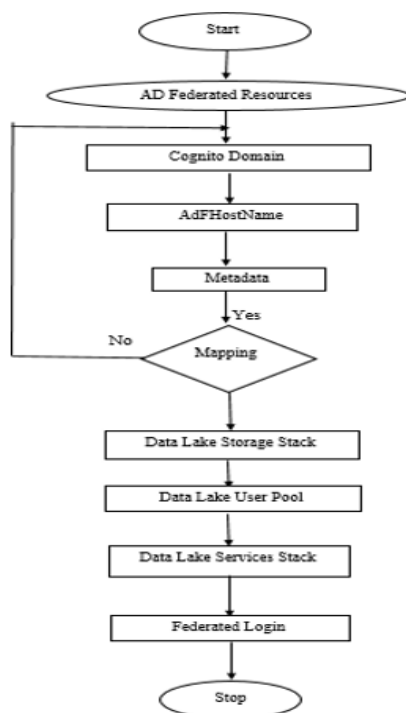 Start
AD Federated Resources
Cognito Domain
AdFHostName
Metadata
Yes
No
Mapping
Data Lake Storage Stack
Data Lake User Pool
Data Lake Services Stack
Federated Login
Stop